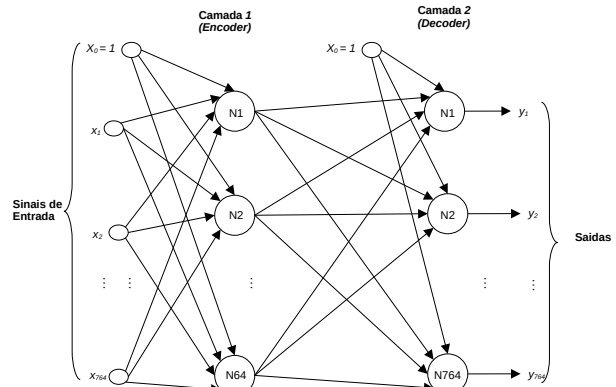 Camada 1
(Encoder)
Camada 2
(Decoder)
X₀ = 1
X₀ = 1
N1
N1
y₁
x₁
Sinais de
Entrada
N2
N2
y₂
x₂
Saidas
⋮ ⋮ ⋮ ⋮ ⋮
x₇₆₄
N64
N764
y₇₆₄